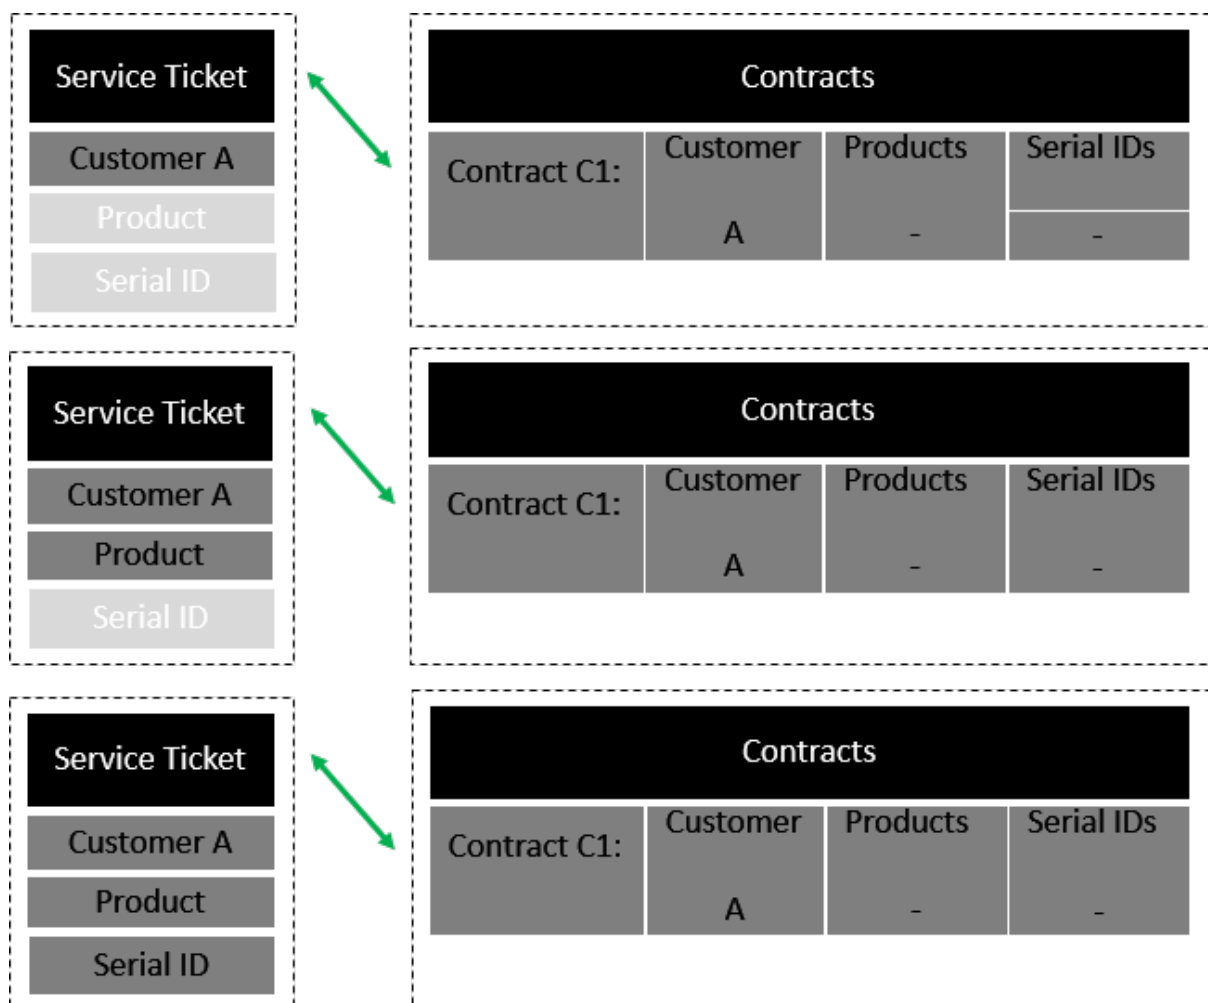 Service Ticket
Customer A
Product
Serial ID
Contracts
Contract C1: Customer Products Serial IDs
A - -
Service Ticket
Customer A
Product
Serial ID
Contracts
Contract C1: Customer Products Serial IDs
A - -
Service Ticket
Customer A
Product
Serial ID
Contracts
Contract C1: Customer Products Serial IDs
A - -